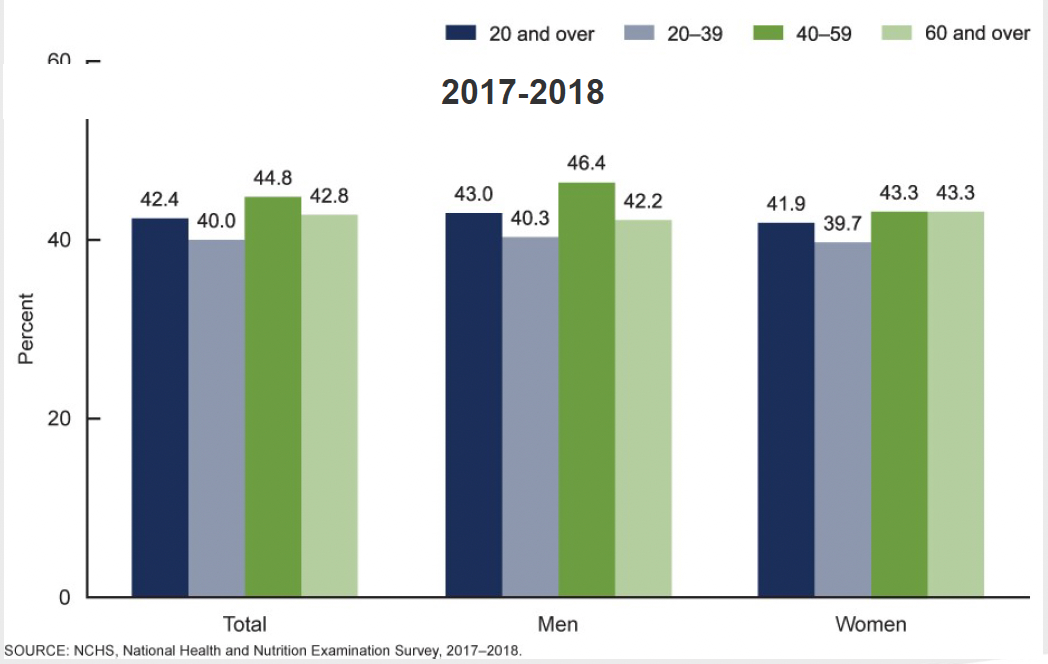 20 and over 20–39 40–59 60 and over
60
2017-2018
46.4
44.8
42.4 40.0 42.8
43.0 40.3 42.2
41.9 39.7 43.3 43.3
40
Percent
20
0
Total Men Women
SOURCE: NCHS, National Health and Nutrition Examination Survey, 2017–2018.